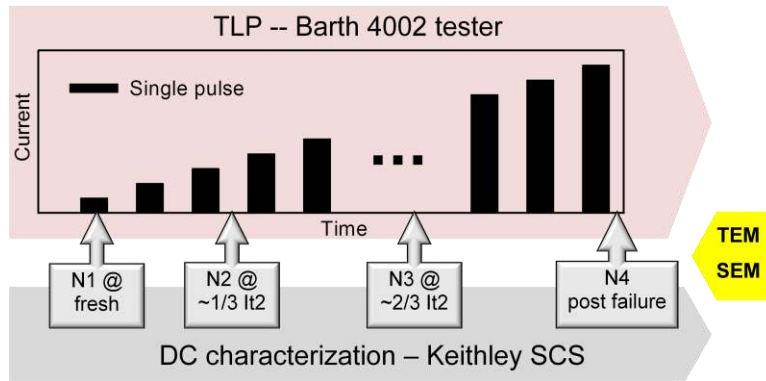 TLP -- Barth 4002 tester
Single pulse
Current
...
Time
N1 @
fresh
N2 @
~1/3 It2
N3 @
~2/3 It2
N4
post failure
TEM
SEM
DC characterization – Keithley SCS